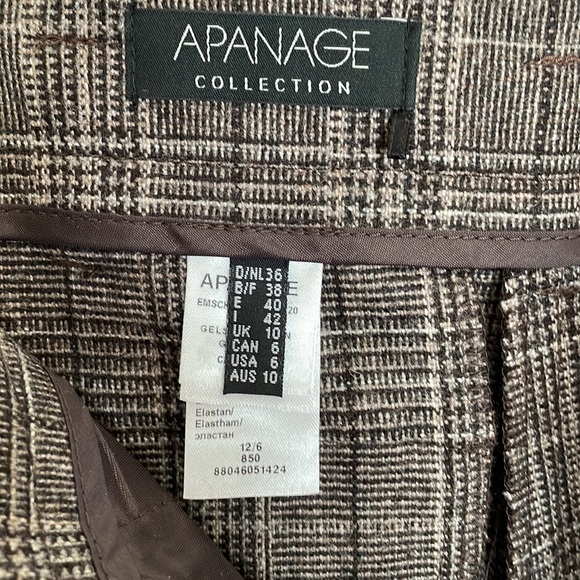 APANAGE
COLLECTION
D/NL 36
B/F 38
E 40
I 42
UK 10
CAN 6
USA 6
AUS 10
Elastan/
Elastham/
эластан
12/6
850
88046051424